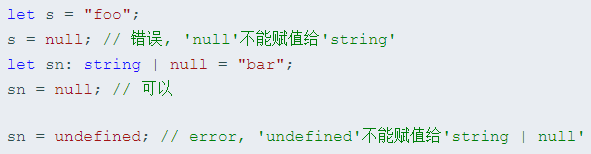 let s = "foo";
s = null; // 错误, 'null'不能赋值给'string'
let sn: string | null = "bar";
sn = null; // 可以
sn = undefined; // error, 'undefined'不能赋值给'string | null'